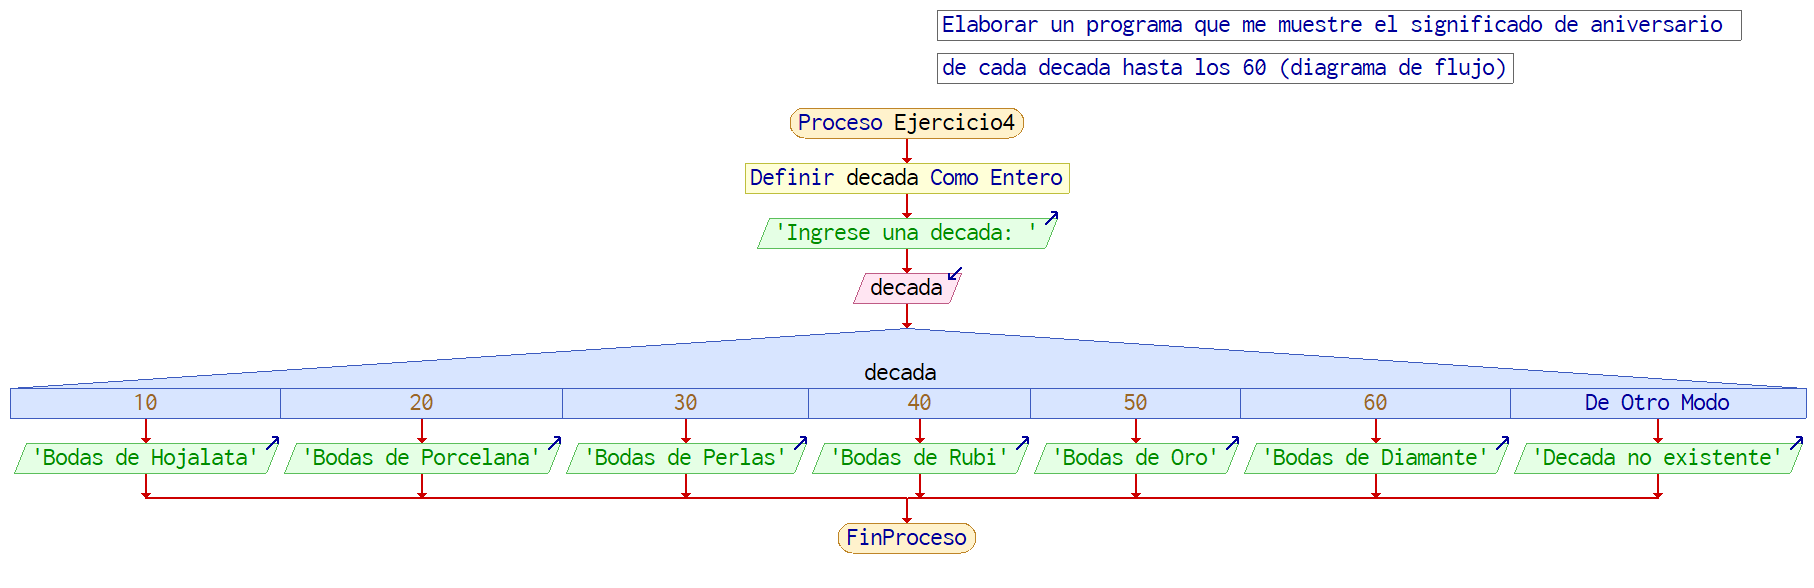 Elaborar un programa que me muestre el significado de aniversario
de cada decada hasta los 60 (diagrama de flujo)
Proceso Ejercicio4
Definir decada Como Entero
'Ingrese una decada: '
decada
decada
10 20 30 40 50 60 De Otro Modo
'Bodas de Hojalata' 'Bodas de Porcelana' 'Bodas de Perlas' 'Bodas de Rubi' 'Bodas de Oro' 'Bodas de Diamante' 'Decada no existente'
FinProceso